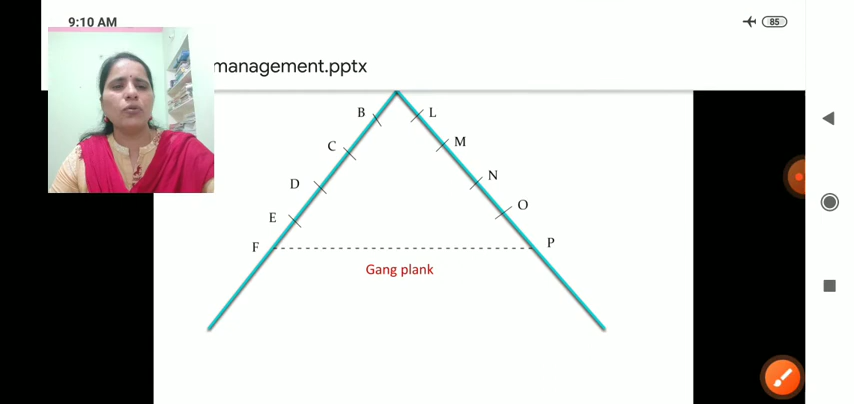 9:10 AM
85
management.pptx
B
L
C
M
D
N
E
O
F
P
Gang plank